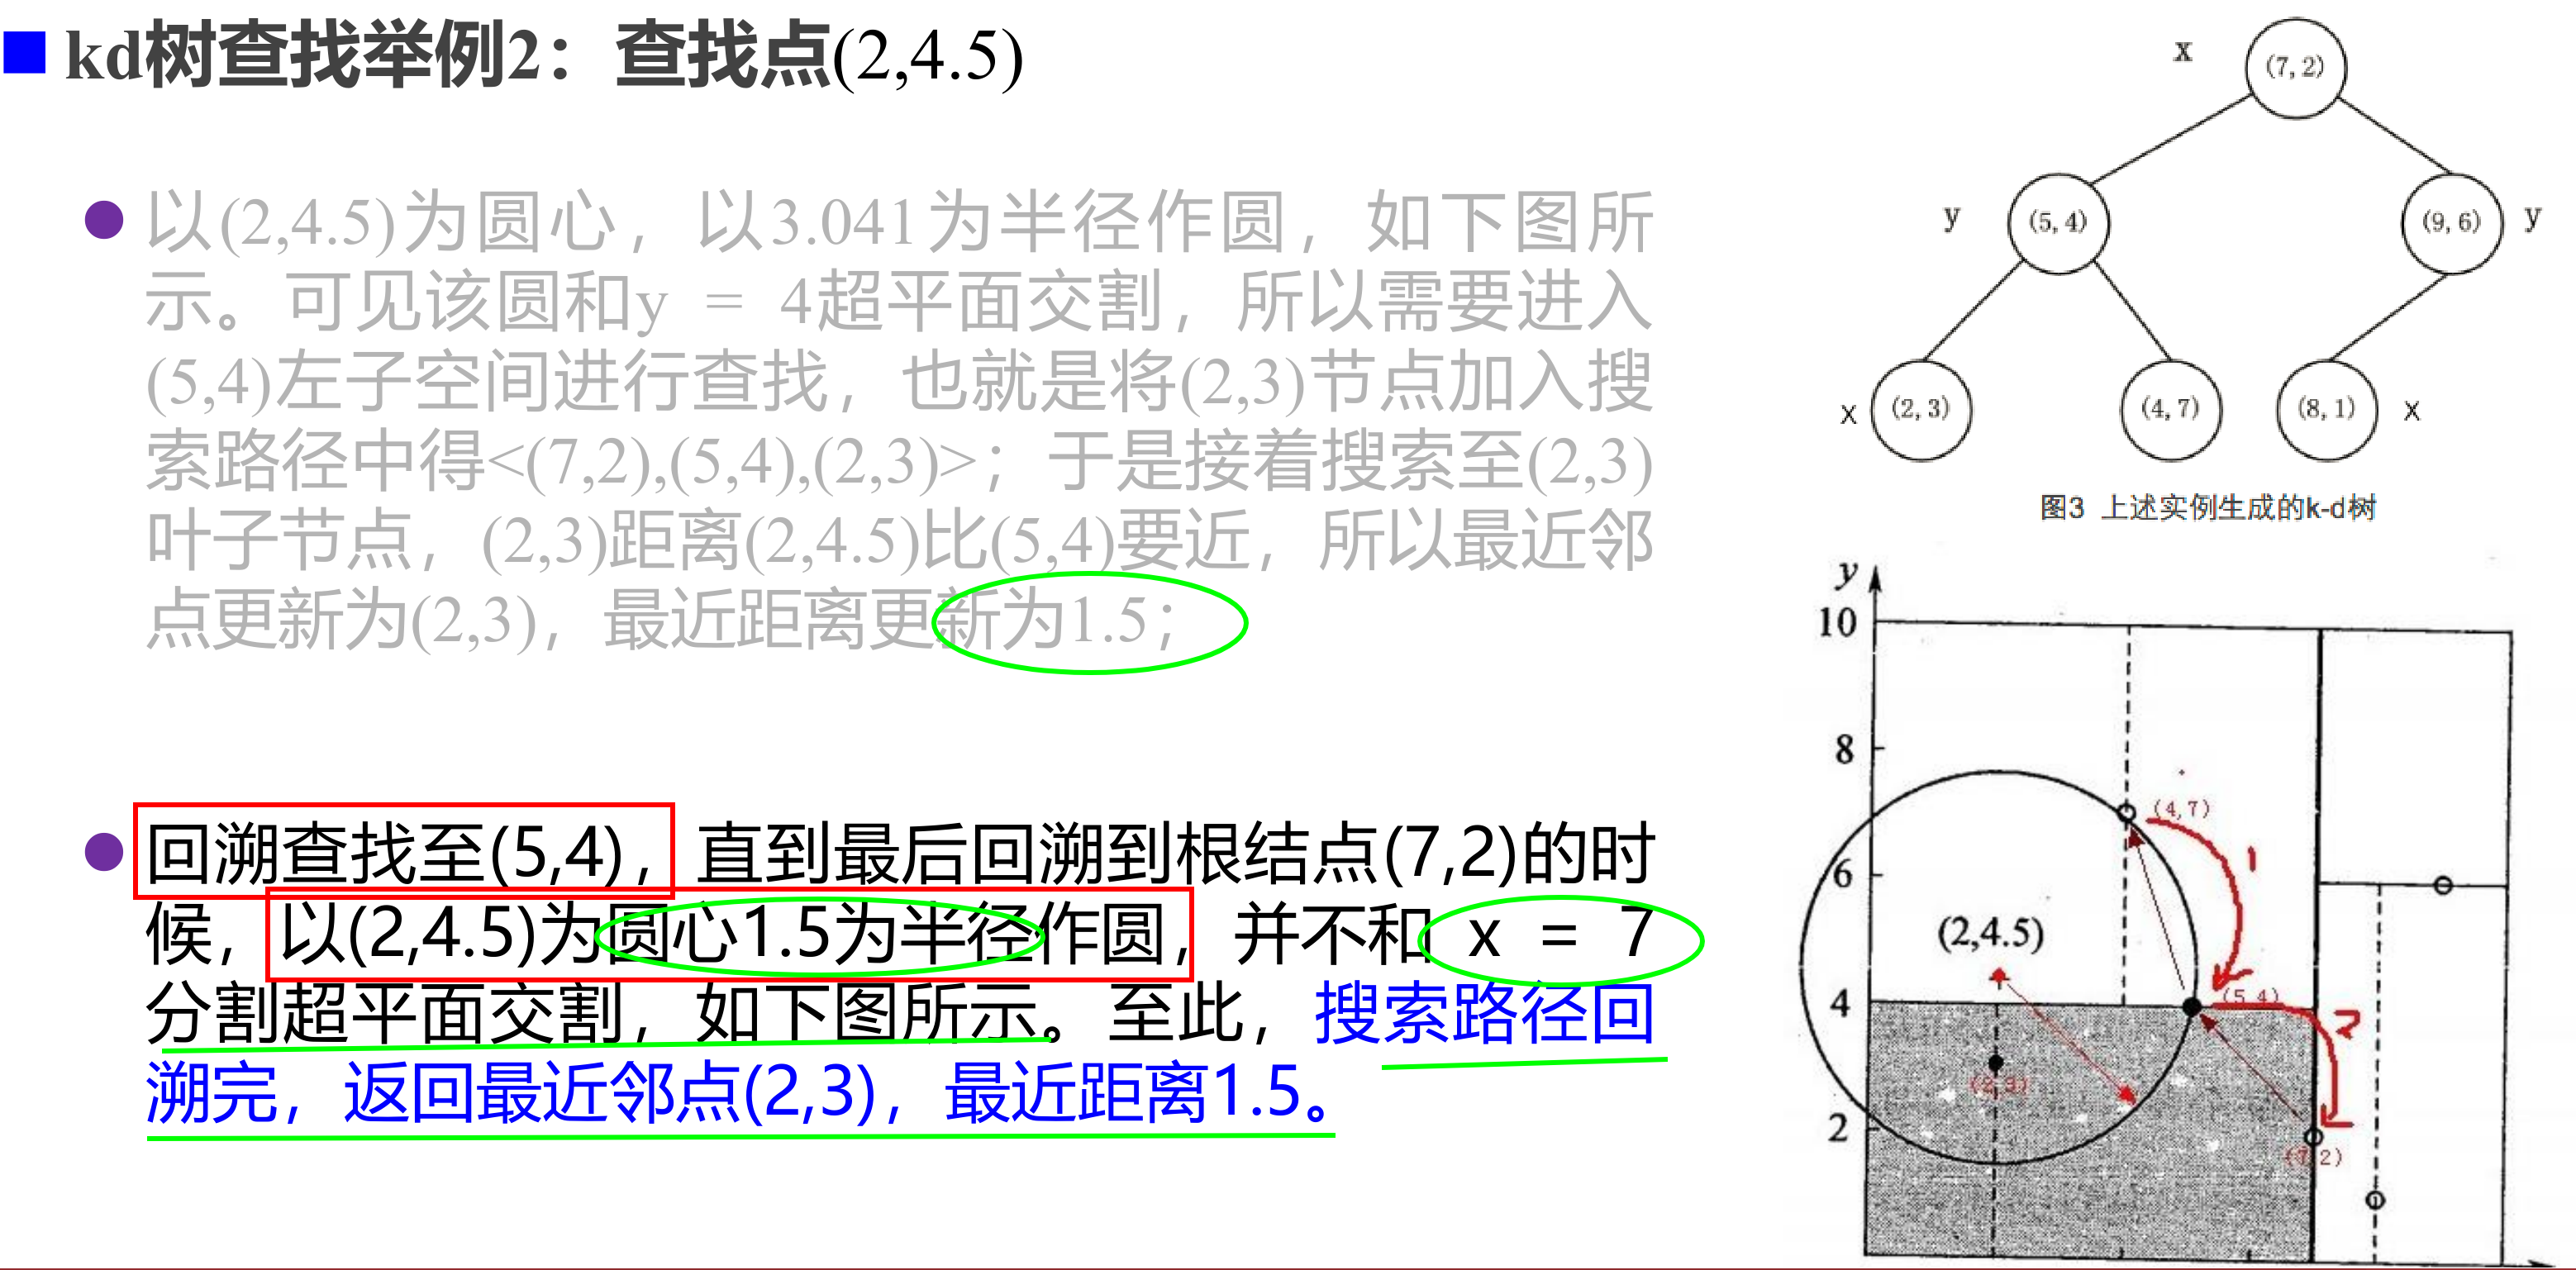 kd树查找举例2：查找点(2,4.5)
以(2,4.5)为圆心，以3.041为半径作圆，如下图所
示。可见该圆和y = 4超平面交割，所以需要进入
(5,4)左子空间进行查找，也就是将(2,3)节点加入搜
索路径中得<(7,2),(5,4),(2,3)>；于是接着搜索至(2,3)
叶子节点，(2,3)距离(2,4.5)比(5,4)要近，所以最近邻
点更新为(2,3)，最近距离更新为1.5；
回溯查找至(5,4)，直到最后回溯到根结点(7,2)的时
候，以(2,4.5)为圆心1.5为半径作圆，并不和 x = 7
分割超平面交割，如下图所示。至此，搜索路径回
溯完，返回最近邻点(2,3)，最近距离1.5。
x
(7,2)
y
(5,4)
(9,6)
y
x
(2,3)
(4,7)
(8,1)
x
图3 上述实例生成的k-d树
y
10
8
(4,7)
1
6
(2,4.5)
4
(5,4)
2
(2,3)
2
(7,2)